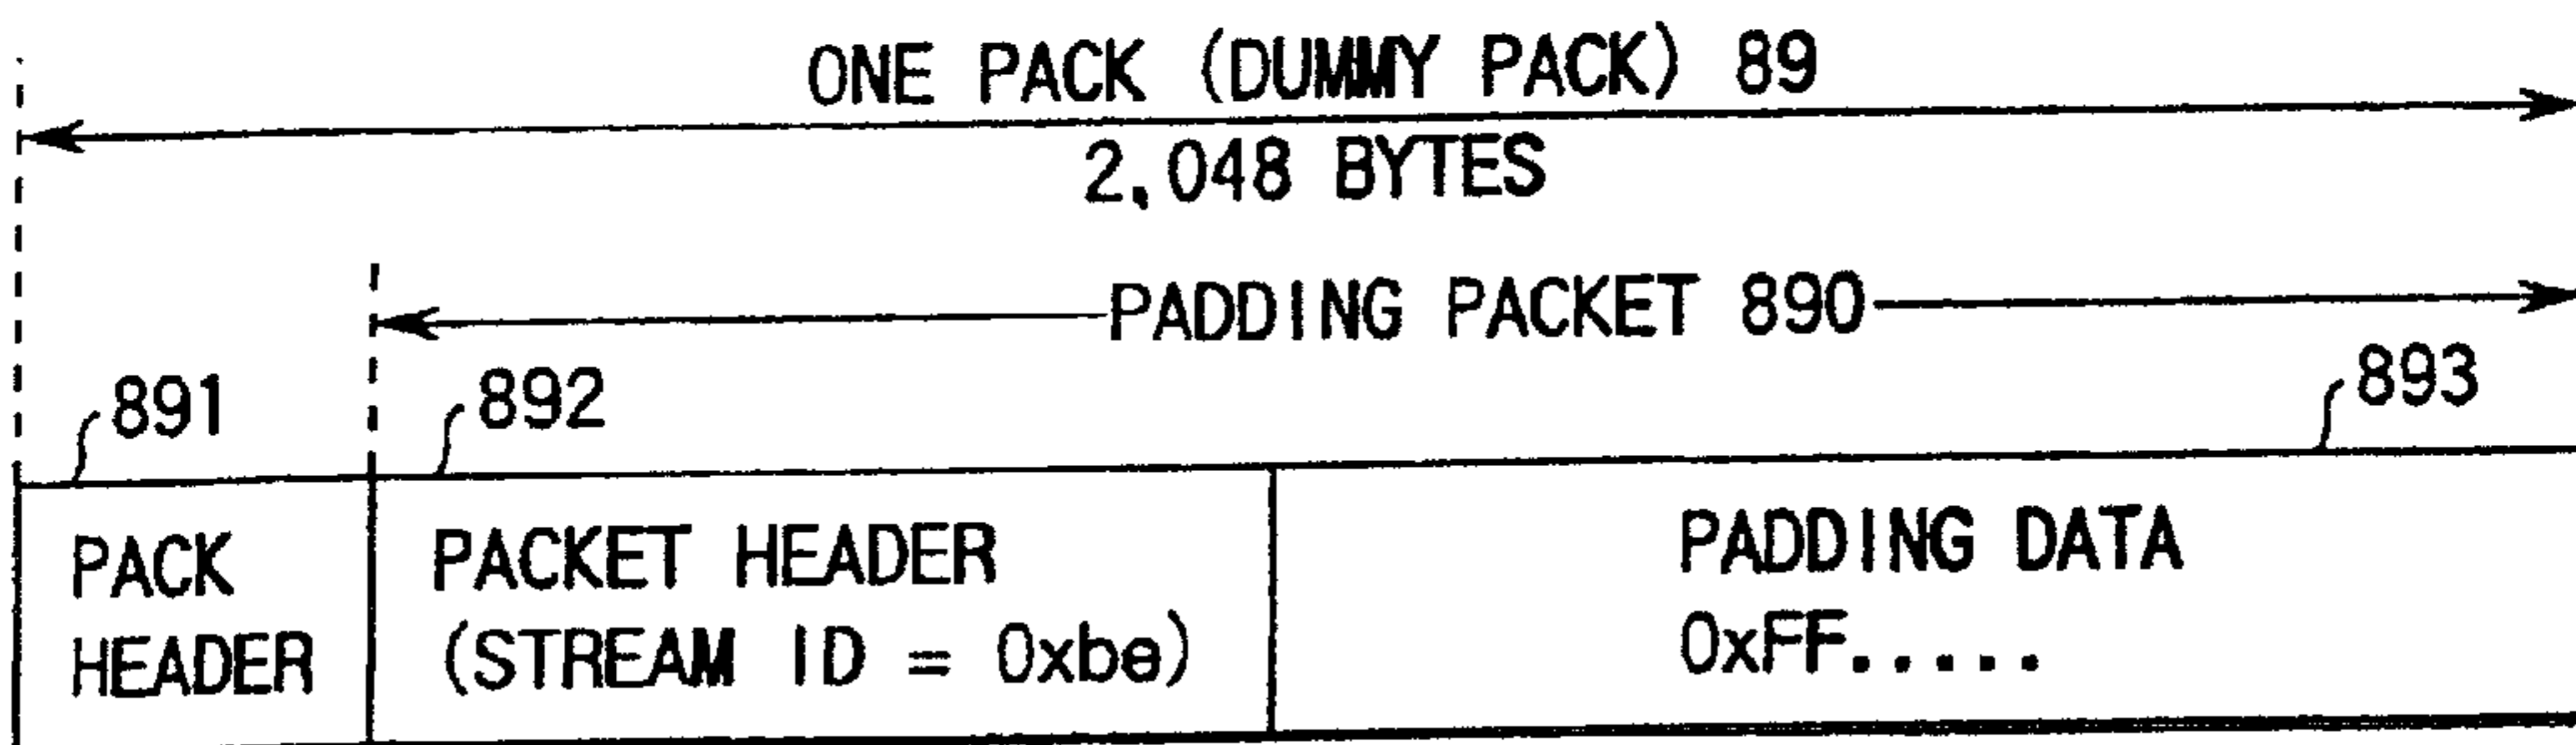 ONE PACK (DUMMY PACK) 89
2,048 BYTES
PADDING PACKET 890
891
892
893
PACK
HEADER
PACKET HEADER
(STREAM ID = 0xbe)
PADDING DATA
0xFF.....